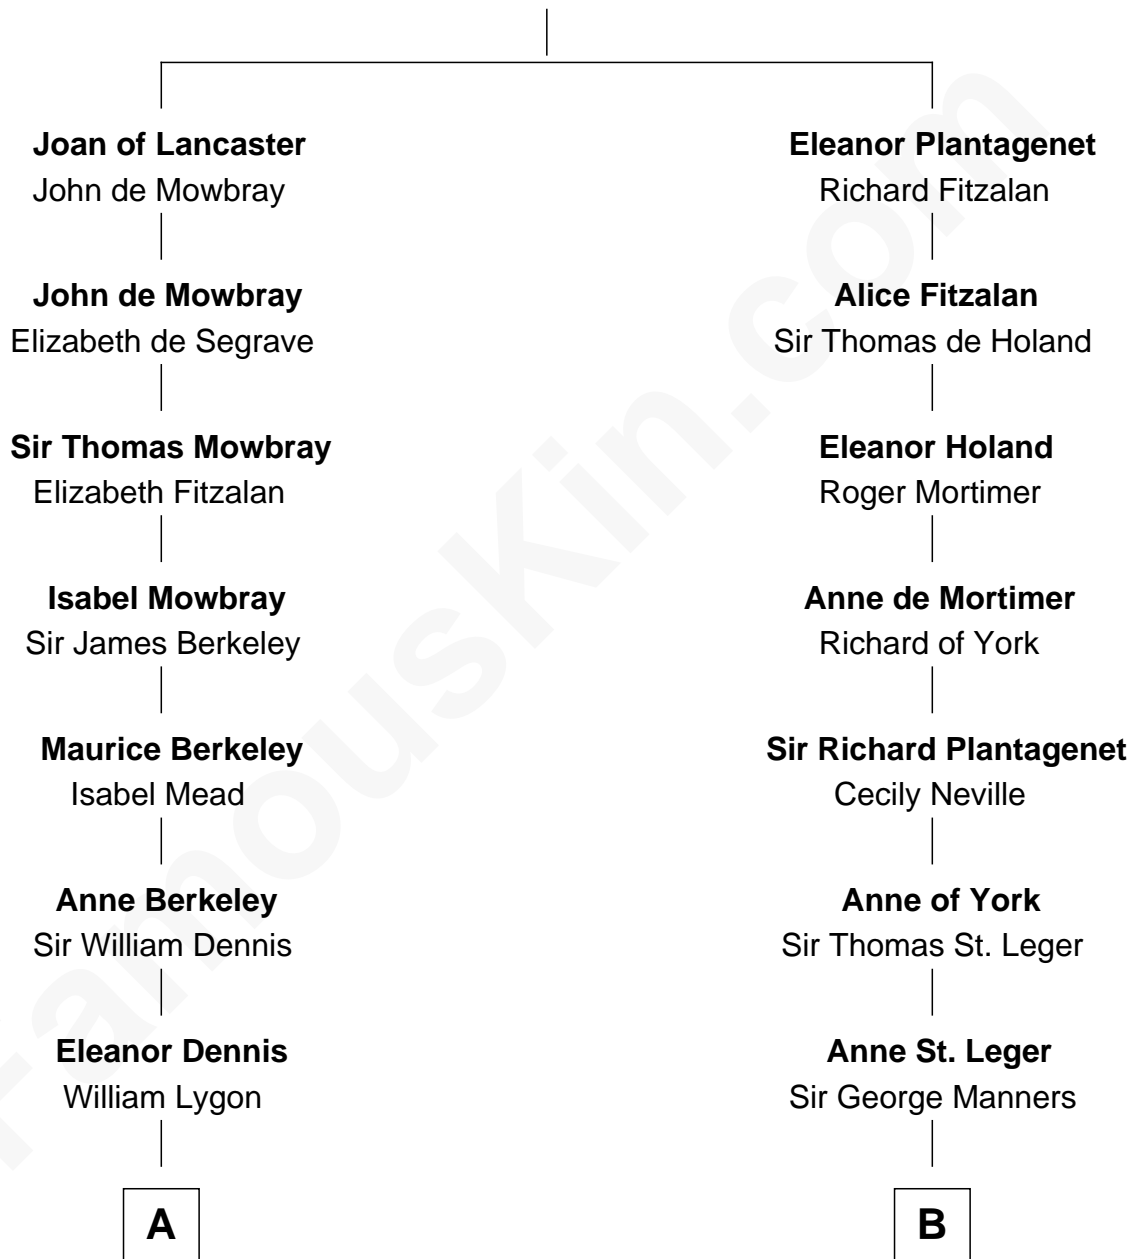 Joan of Lancaster
John de Mowbray
John de Mowbray
Elizabeth de Segrave
Sir Thomas Mowbray
Elizabeth Fitzalan
Isabel Mowbray
Sir James Berkeley
Maurice Berkeley
Isabel Mead
Anne Berkeley
Sir William Dennis
Eleanor Dennis
William Lygon
A
Eleanor Plantagenet
Richard Fitzalan
Alice Fitzalan
Sir Thomas de Holand
Eleanor Holand
Roger Mortimer
Anne de Mortimer
Richard of York
Sir Richard Plantagenet
Cecily Neville
Anne of York
Sir Thomas St. Leger
Anne St. Leger
Sir George Manners
B
FamousKin.com